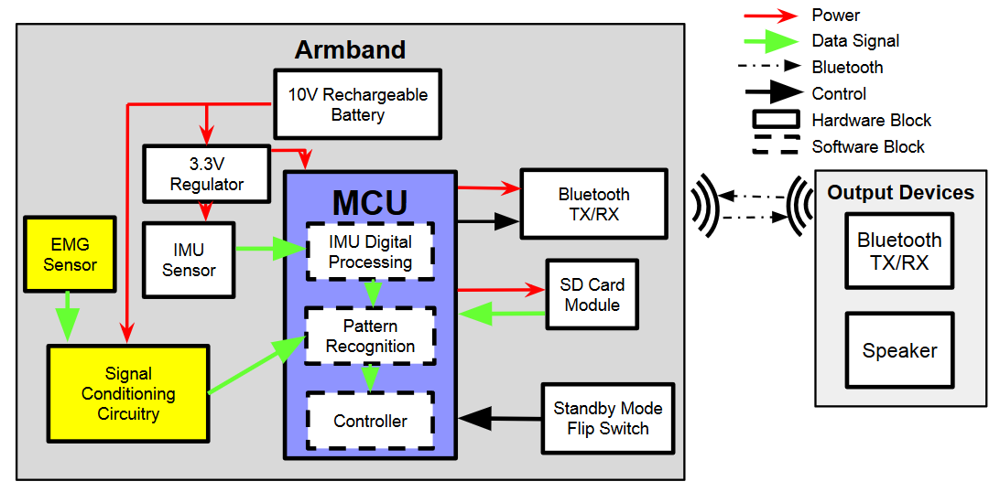 Power
Data Signal
Bluetooth
Control
Hardware Block
Software Block
Armband
10V Rechargeable
Battery
3.3V
Regulator
MCU
Bluetooth
TX/RX
EMG
Sensor
IMU
Sensor
IMU Digital
Processing
SD Card
Module
Pattern
Recognition
Signal
Conditioning
Circuitry
Controller
Standby Mode
Flip Switch
Output Devices
Bluetooth
TX/RX
Speaker